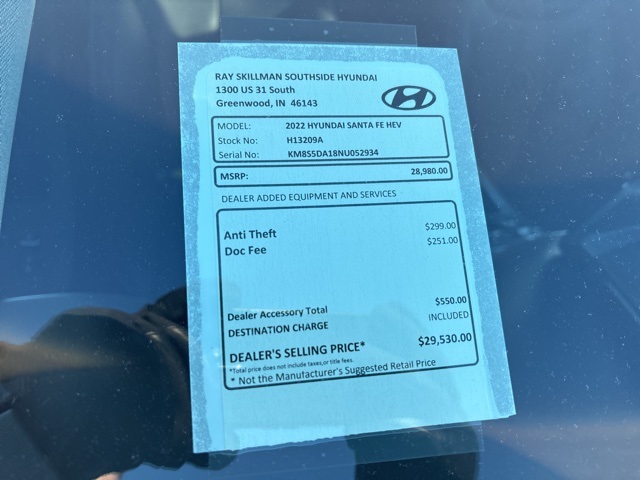 RAY SKILLMAN SOUTHSIDE HYUNDAI
1300 US 31 South
Greenwood, IN 46143
MODEL: 2022 HYUNDAI SANTA FE HEV
Stock No: H13209A
Serial No: KM8S5DA18NU052934
MSRP: 28,980.00
DEALER ADDED EQUIPMENT AND SERVICES
Anti Theft $299.00
Doc Fee $251.00
Dealer Accessory Total $550.00
DESTINATION CHARGE INCLUDED
DEALER'S SELLING PRICE* $29,530.00
*Total price does not include taxes,or title fees.
* Not the Manufacturer's Suggested Retail Price